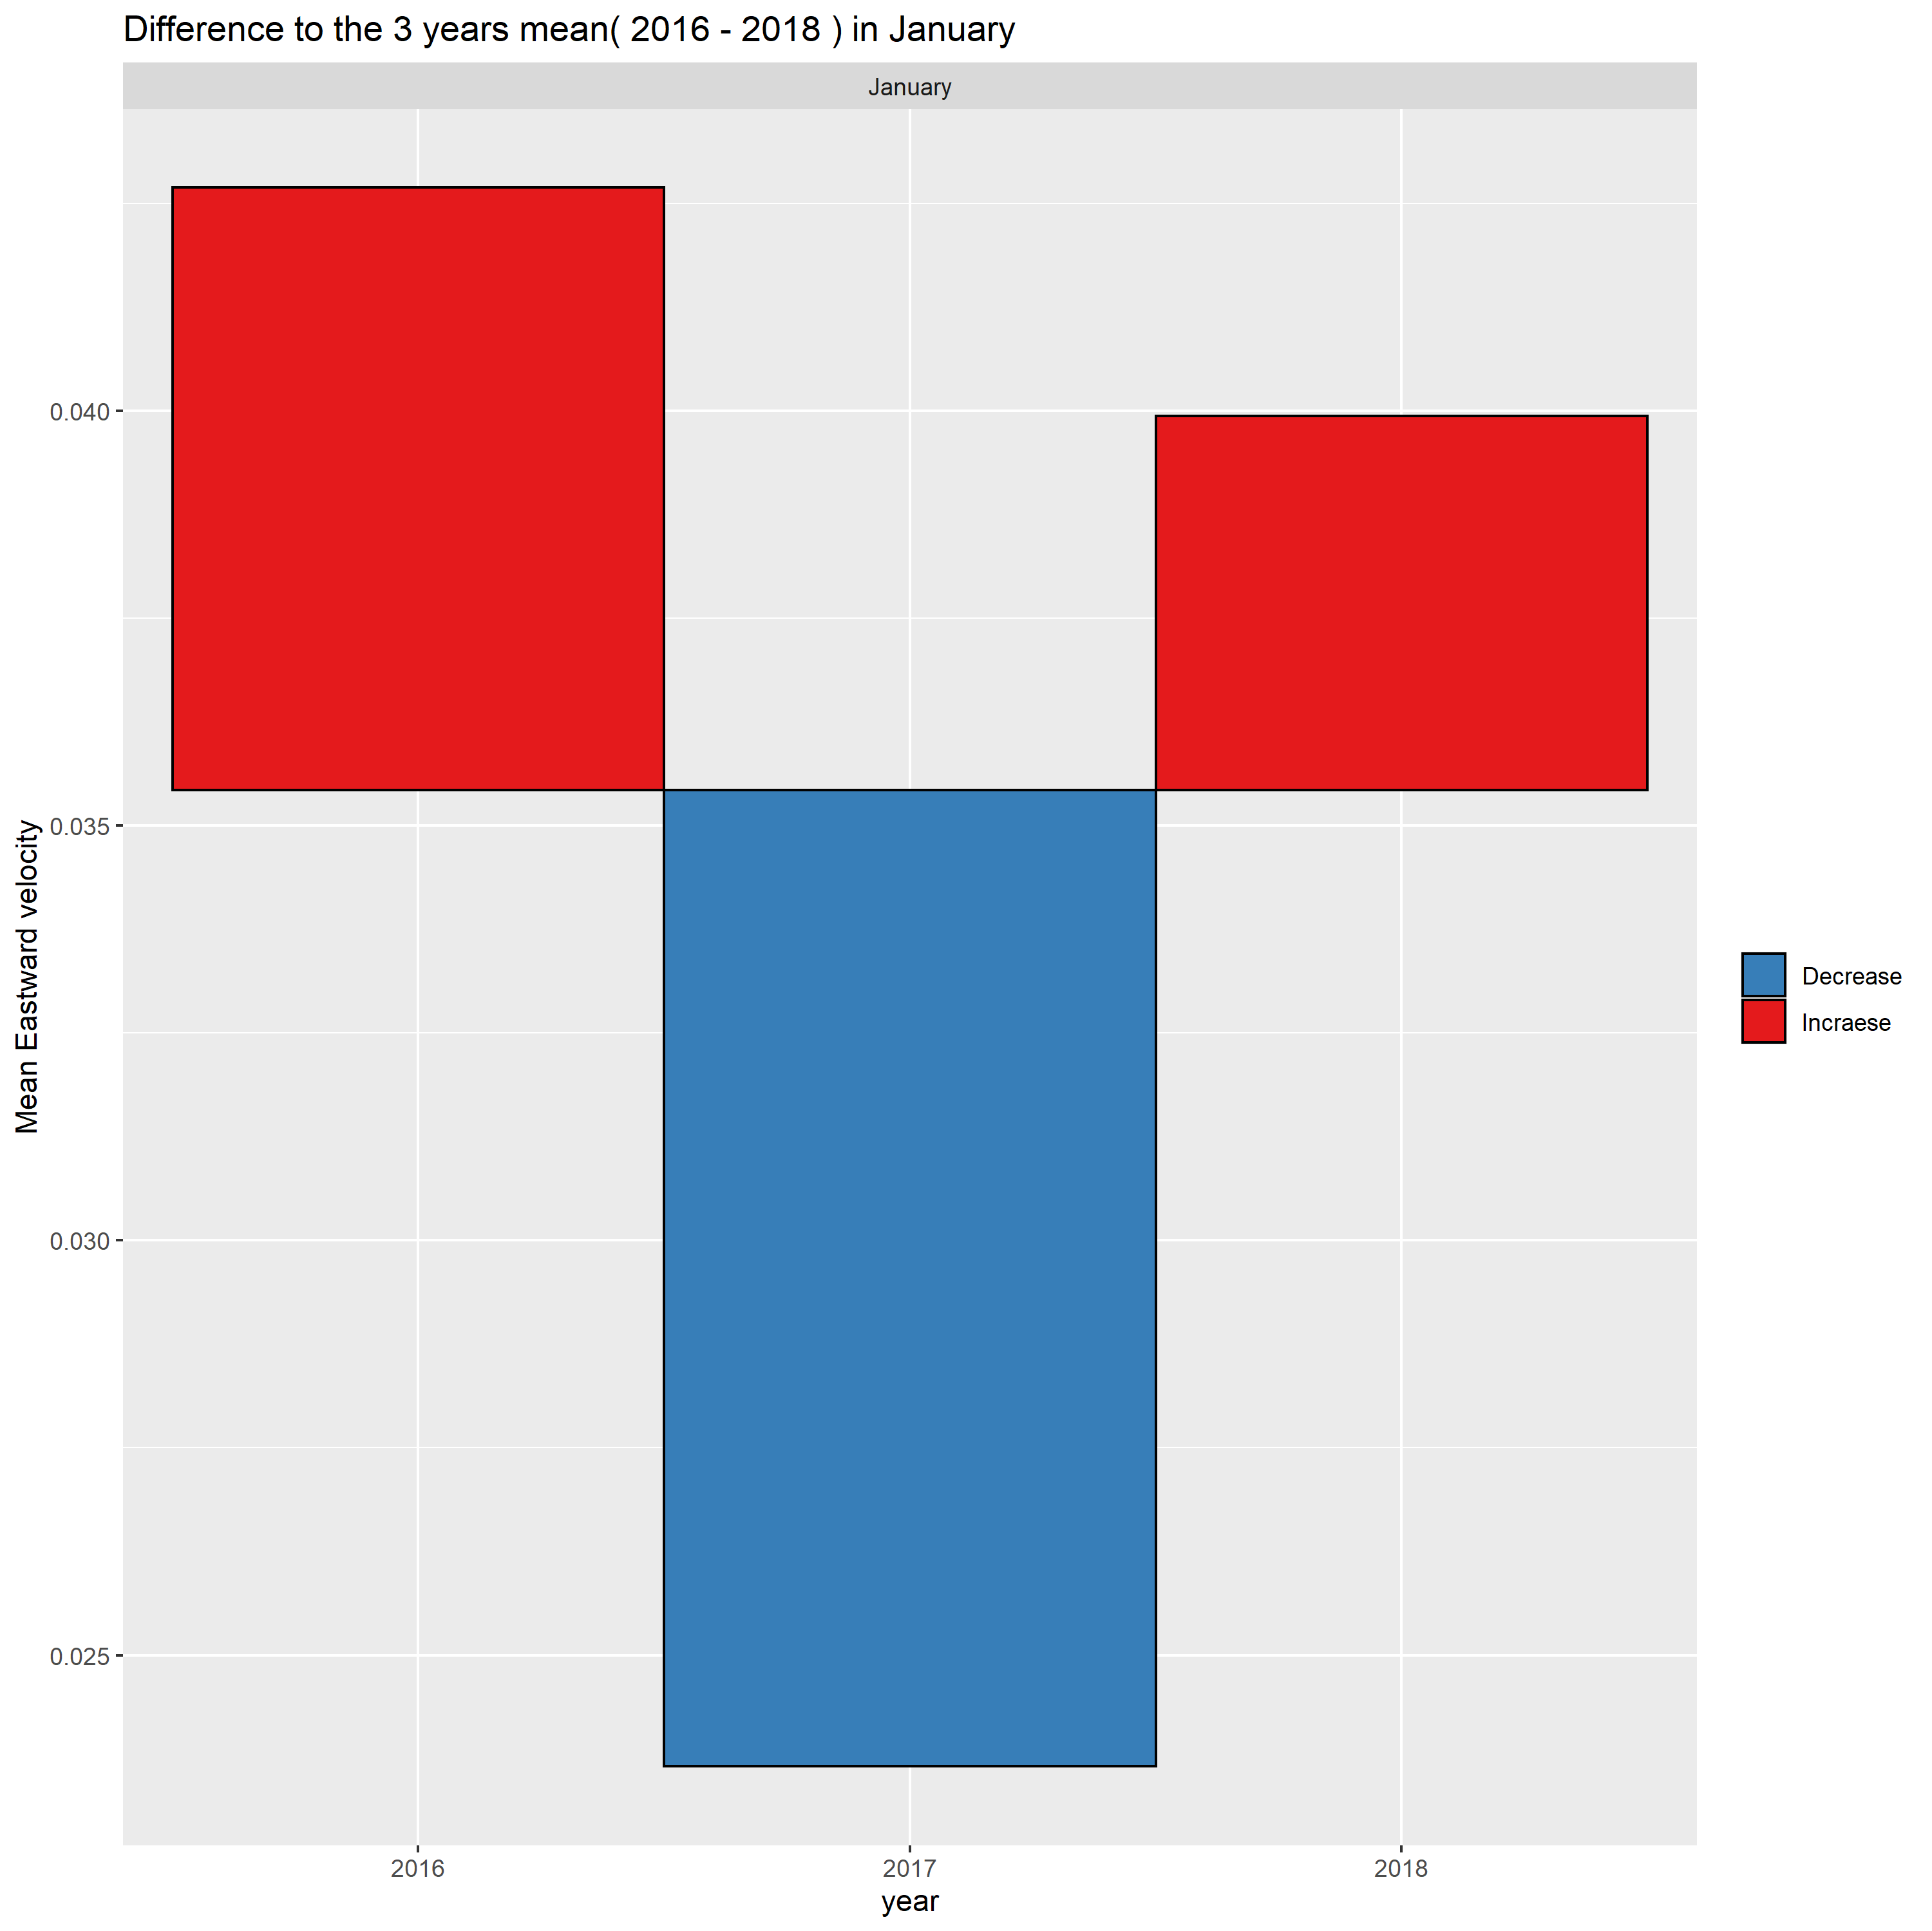 Difference to the 3 years mean( 2016 - 2018 ) in January
January
0.040
0.035
0.030
0.025
Mean Eastward velocity
2016
2017
2018
year
Decrease
Incraese